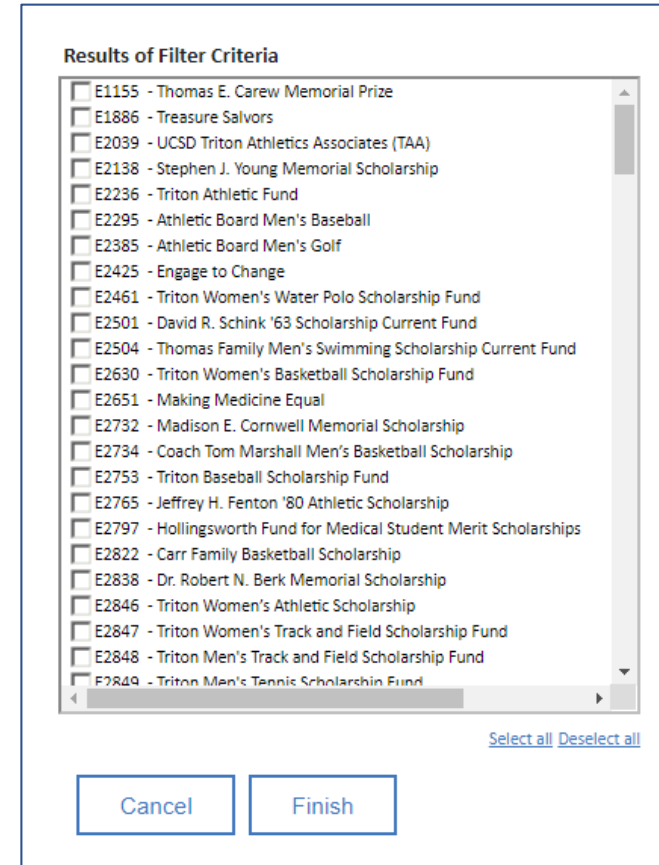 Results of Filter Criteria
E1155 - Thomas E. Carew Memorial Prize
E1886 - Treasure Salvors
E2039 - UCSD Triton Athletics Associates (TAA)
E2138 - Stephen J. Young Memorial Scholarship
E2236 - Triton Athletic Fund
E2295 - Athletic Board Men's Baseball
E2385 - Athletic Board Men's Golf
E2425 - Engage to Change
E2461 - Triton Women's Water Polo Scholarship Fund
E2501 - David R. Schink '63 Scholarship Current Fund
E2504 - Thomas Family Men's Swimming Scholarship Current Fund
E2630 - Triton Women's Basketball Scholarship Fund
E2651 - Making Medicine Equal
E2732 - Madison E. Cornwell Memorial Scholarship
E2734 - Coach Tom Marshall Men’s Basketball Scholarship
E2753 - Triton Baseball Scholarship Fund
E2765 - Jeffrey H. Fenton '80 Athletic Scholarship
E2797 - Hollingsworth Fund for Medical Student Merit Scholarships
E2822 - Carr Family Basketball Scholarship
E2838 - Dr. Robert N. Berk Memorial Scholarship
E2846 - Triton Women’s Athletic Scholarship
E2847 - Triton Women's Track and Field Scholarship Fund
E2848 - Triton Men's Track and Field Scholarship Fund
E2849 - Triton Men's Tennis Scholarship Fund
Select all Deselect all
Cancel Finish